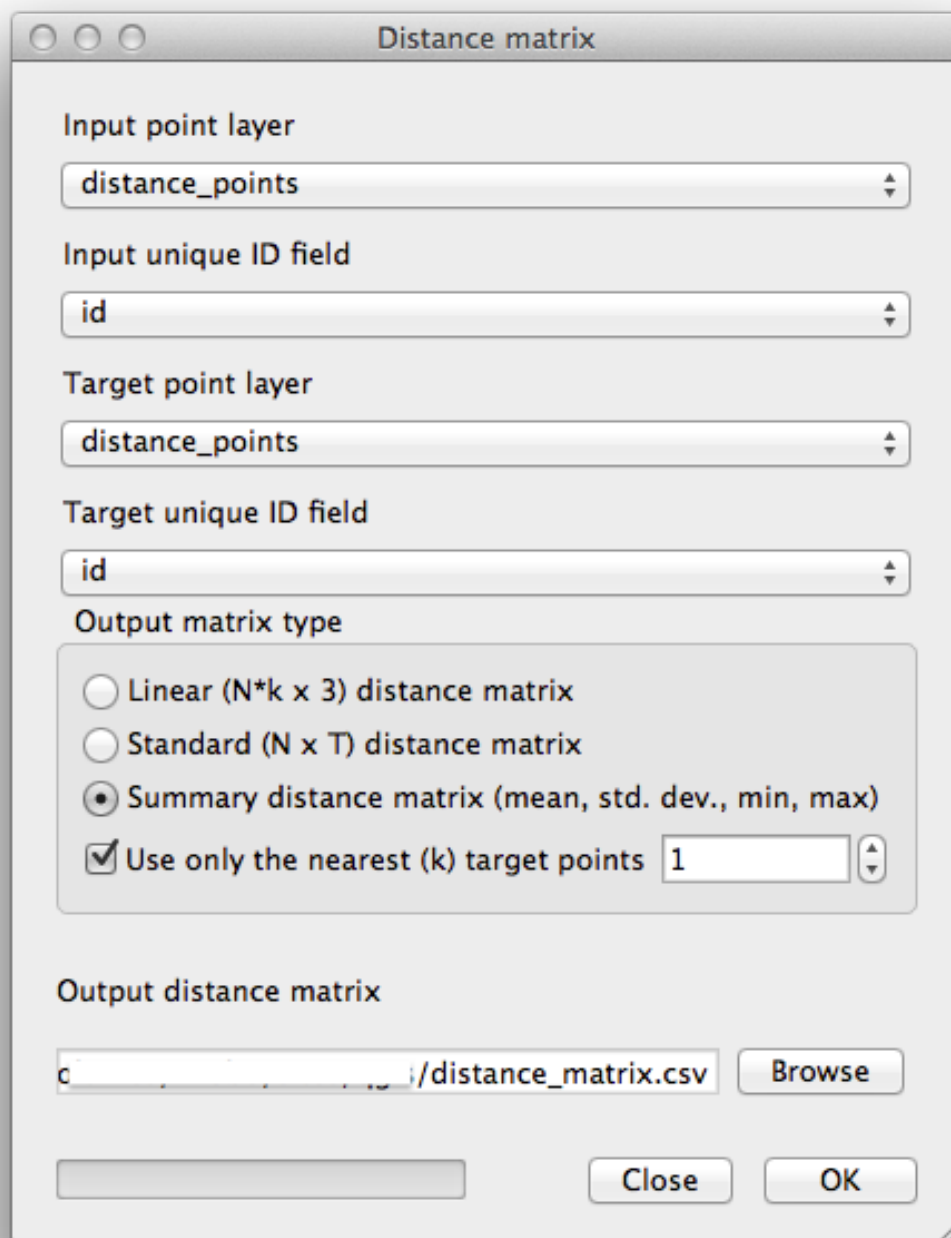 Distance matrix
Input point layer
distance_points
Input unique ID field
id
Target point layer
distance_points
Target unique ID field
id
Output matrix type
Linear (N*k x 3) distance matrix
Standard (N x T) distance matrix
Summary distance matrix (mean, std. dev., min, max)
Use only the nearest (k) target points 1
Output distance matrix
/distance_matrix.csv Browse
Close OK